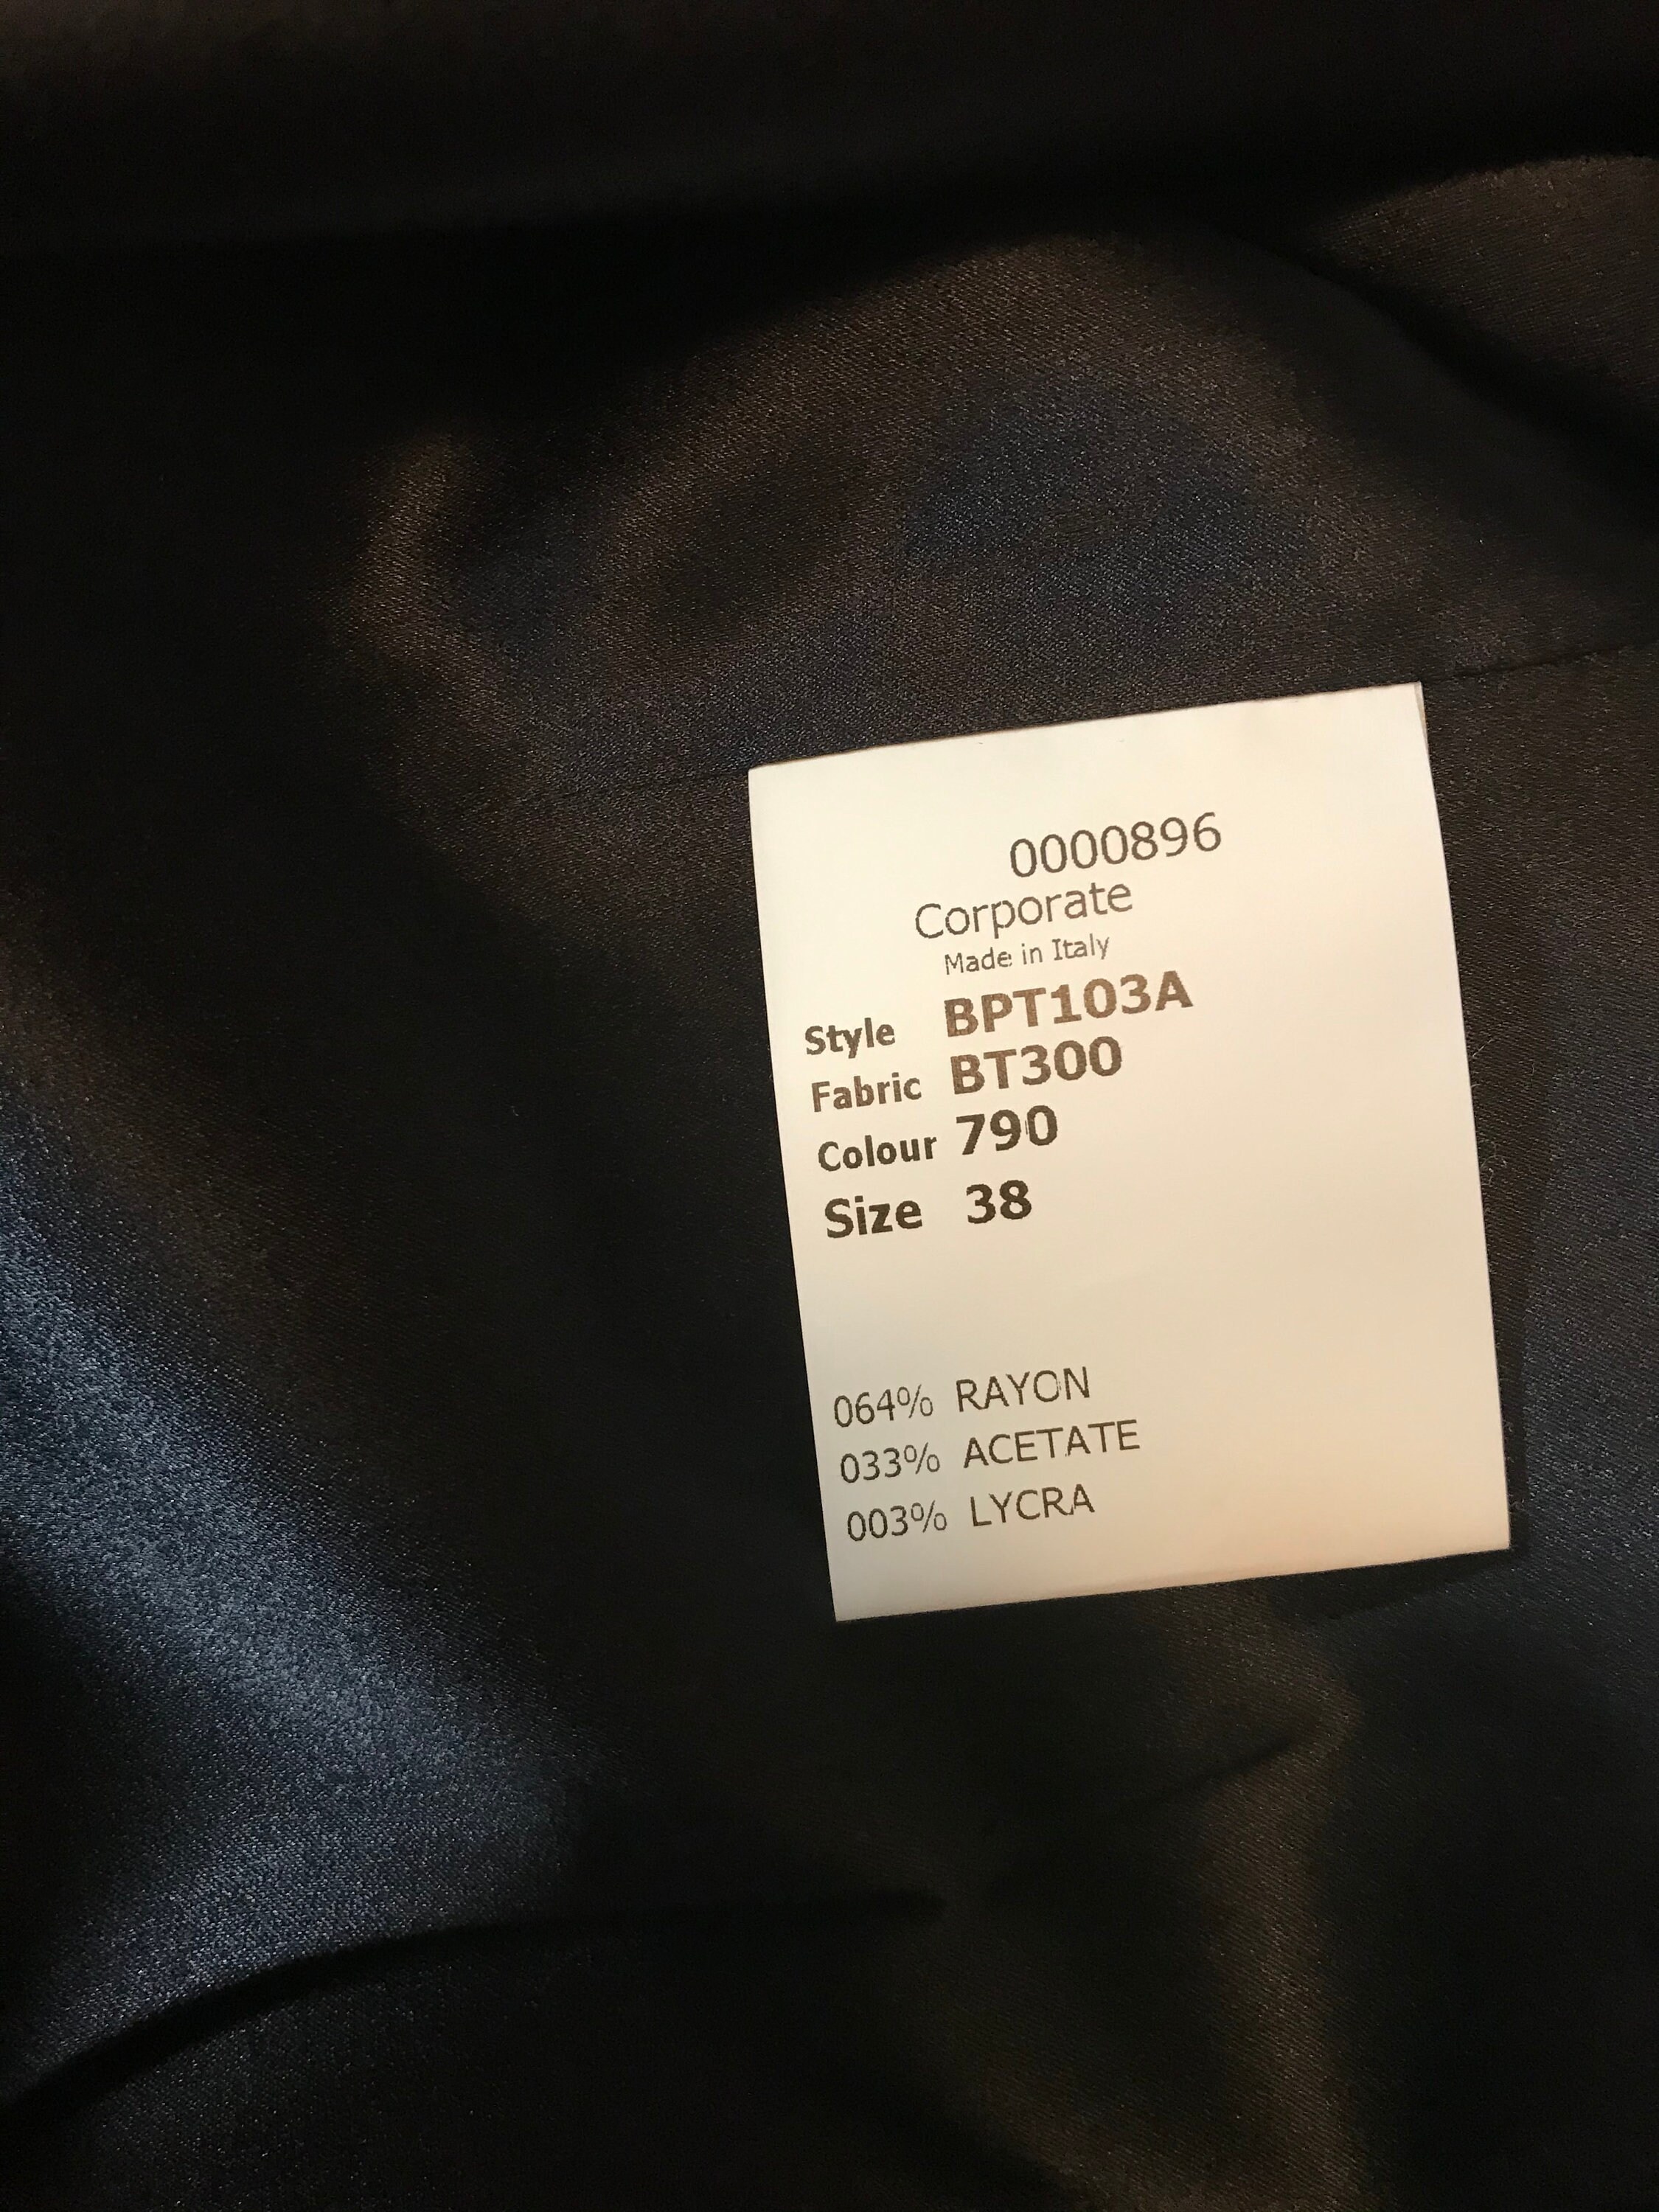 0000896
Corporate
Made in Italy
Style BPT103A
Fabric BT300
Colour 790
Size 38
064% RAYON
033% ACETATE
003% LYCRA